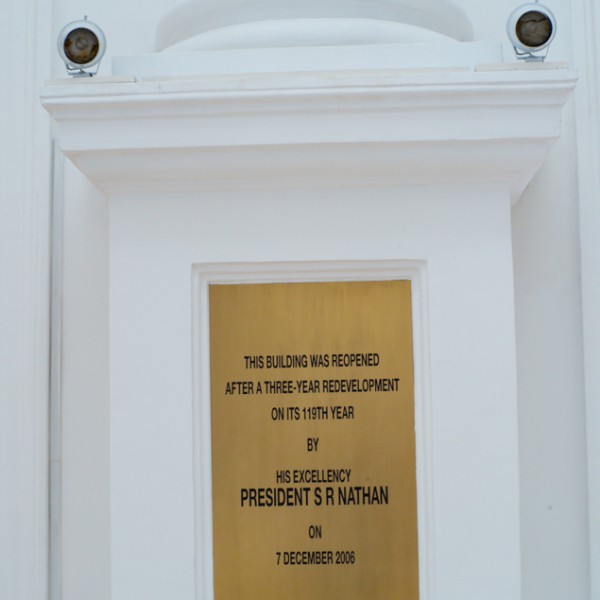 THIS BUILDING WAS REOPENED
AFTER A THREE-YEAR REDEVELOPMENT
ON ITS 119TH YEAR
BY
HIS EXCELLENCY
PRESIDENT S R NATHAN
ON
7 DECEMBER 2006